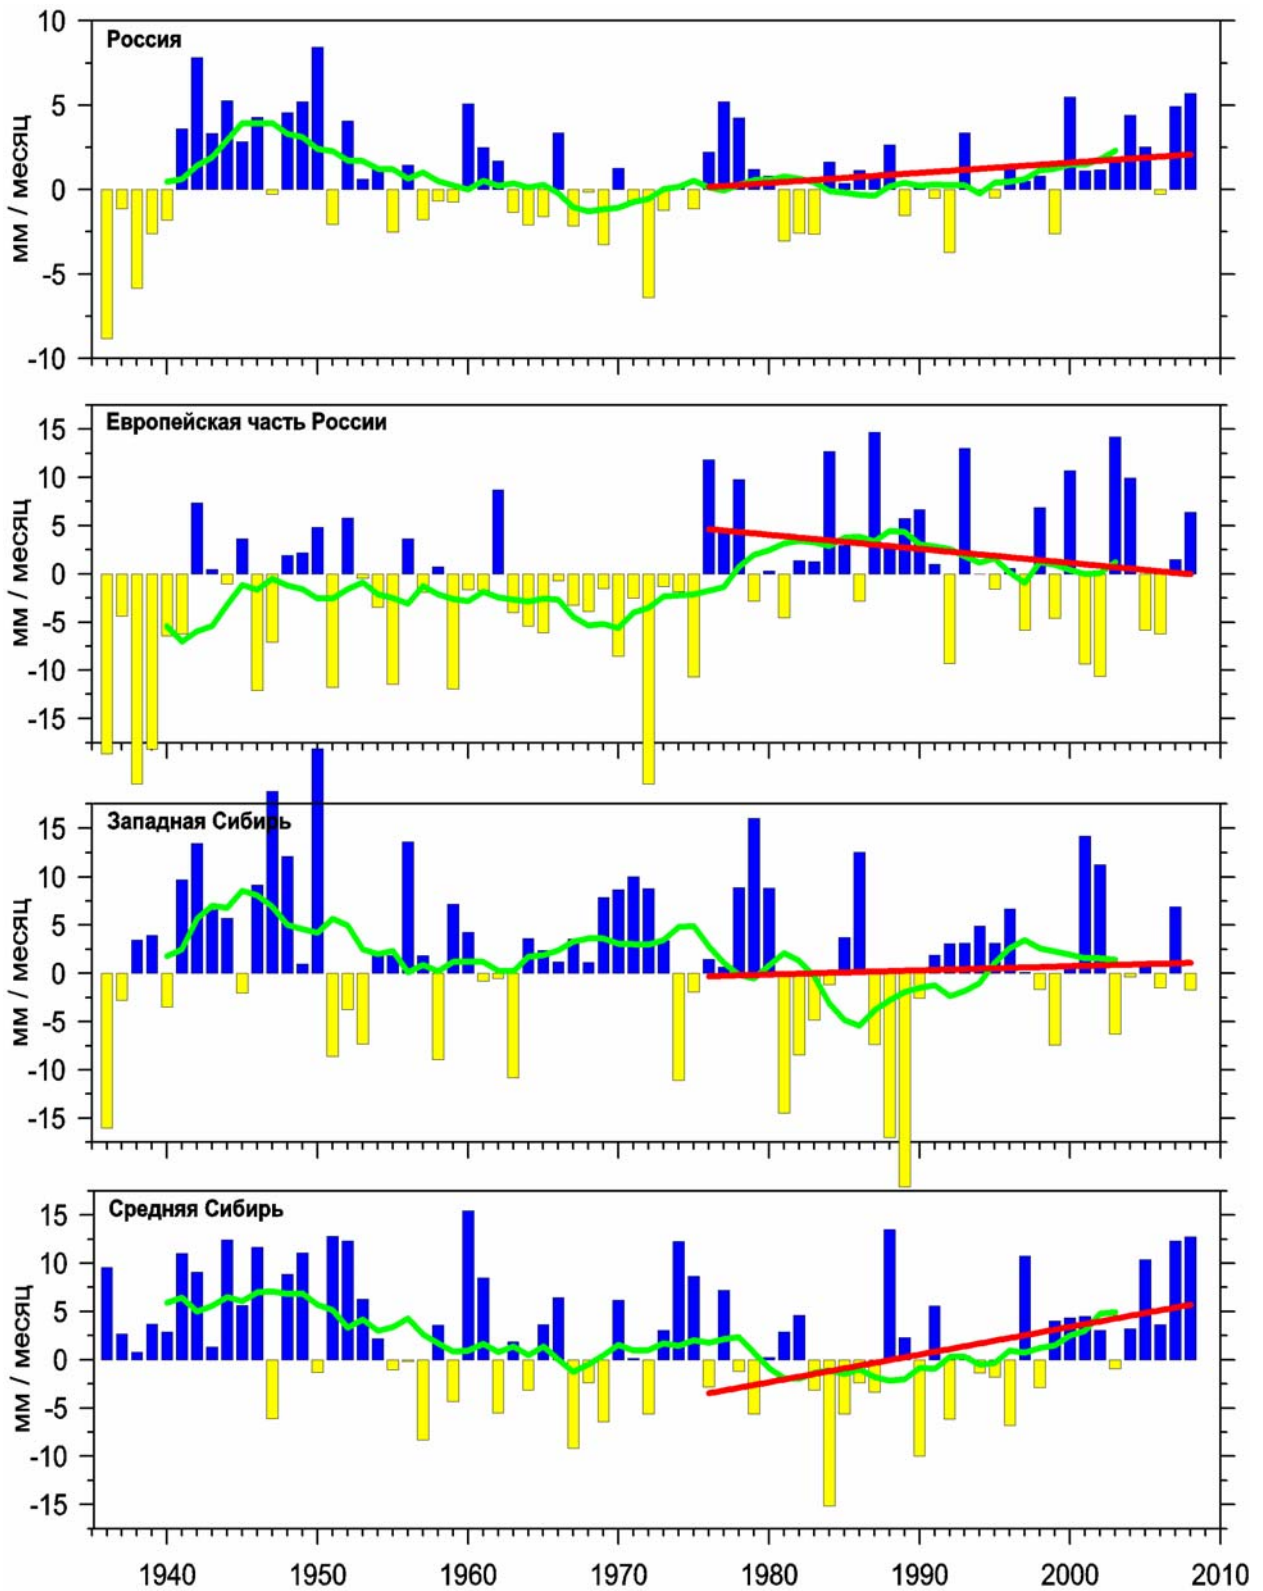 Россия
10
5
0
-5
-10
мм / месяц
Европейская часть России
15
10
5
0
-5
-10
-15
мм / месяц
Западная Сибирь
15
10
5
0
-5
-10
-15
мм / месяц
Средняя Сибирь
15
10
5
0
-5
-10
-15
мм / месяц
1940 1950 1960 1970 1980 1990 2000 2010